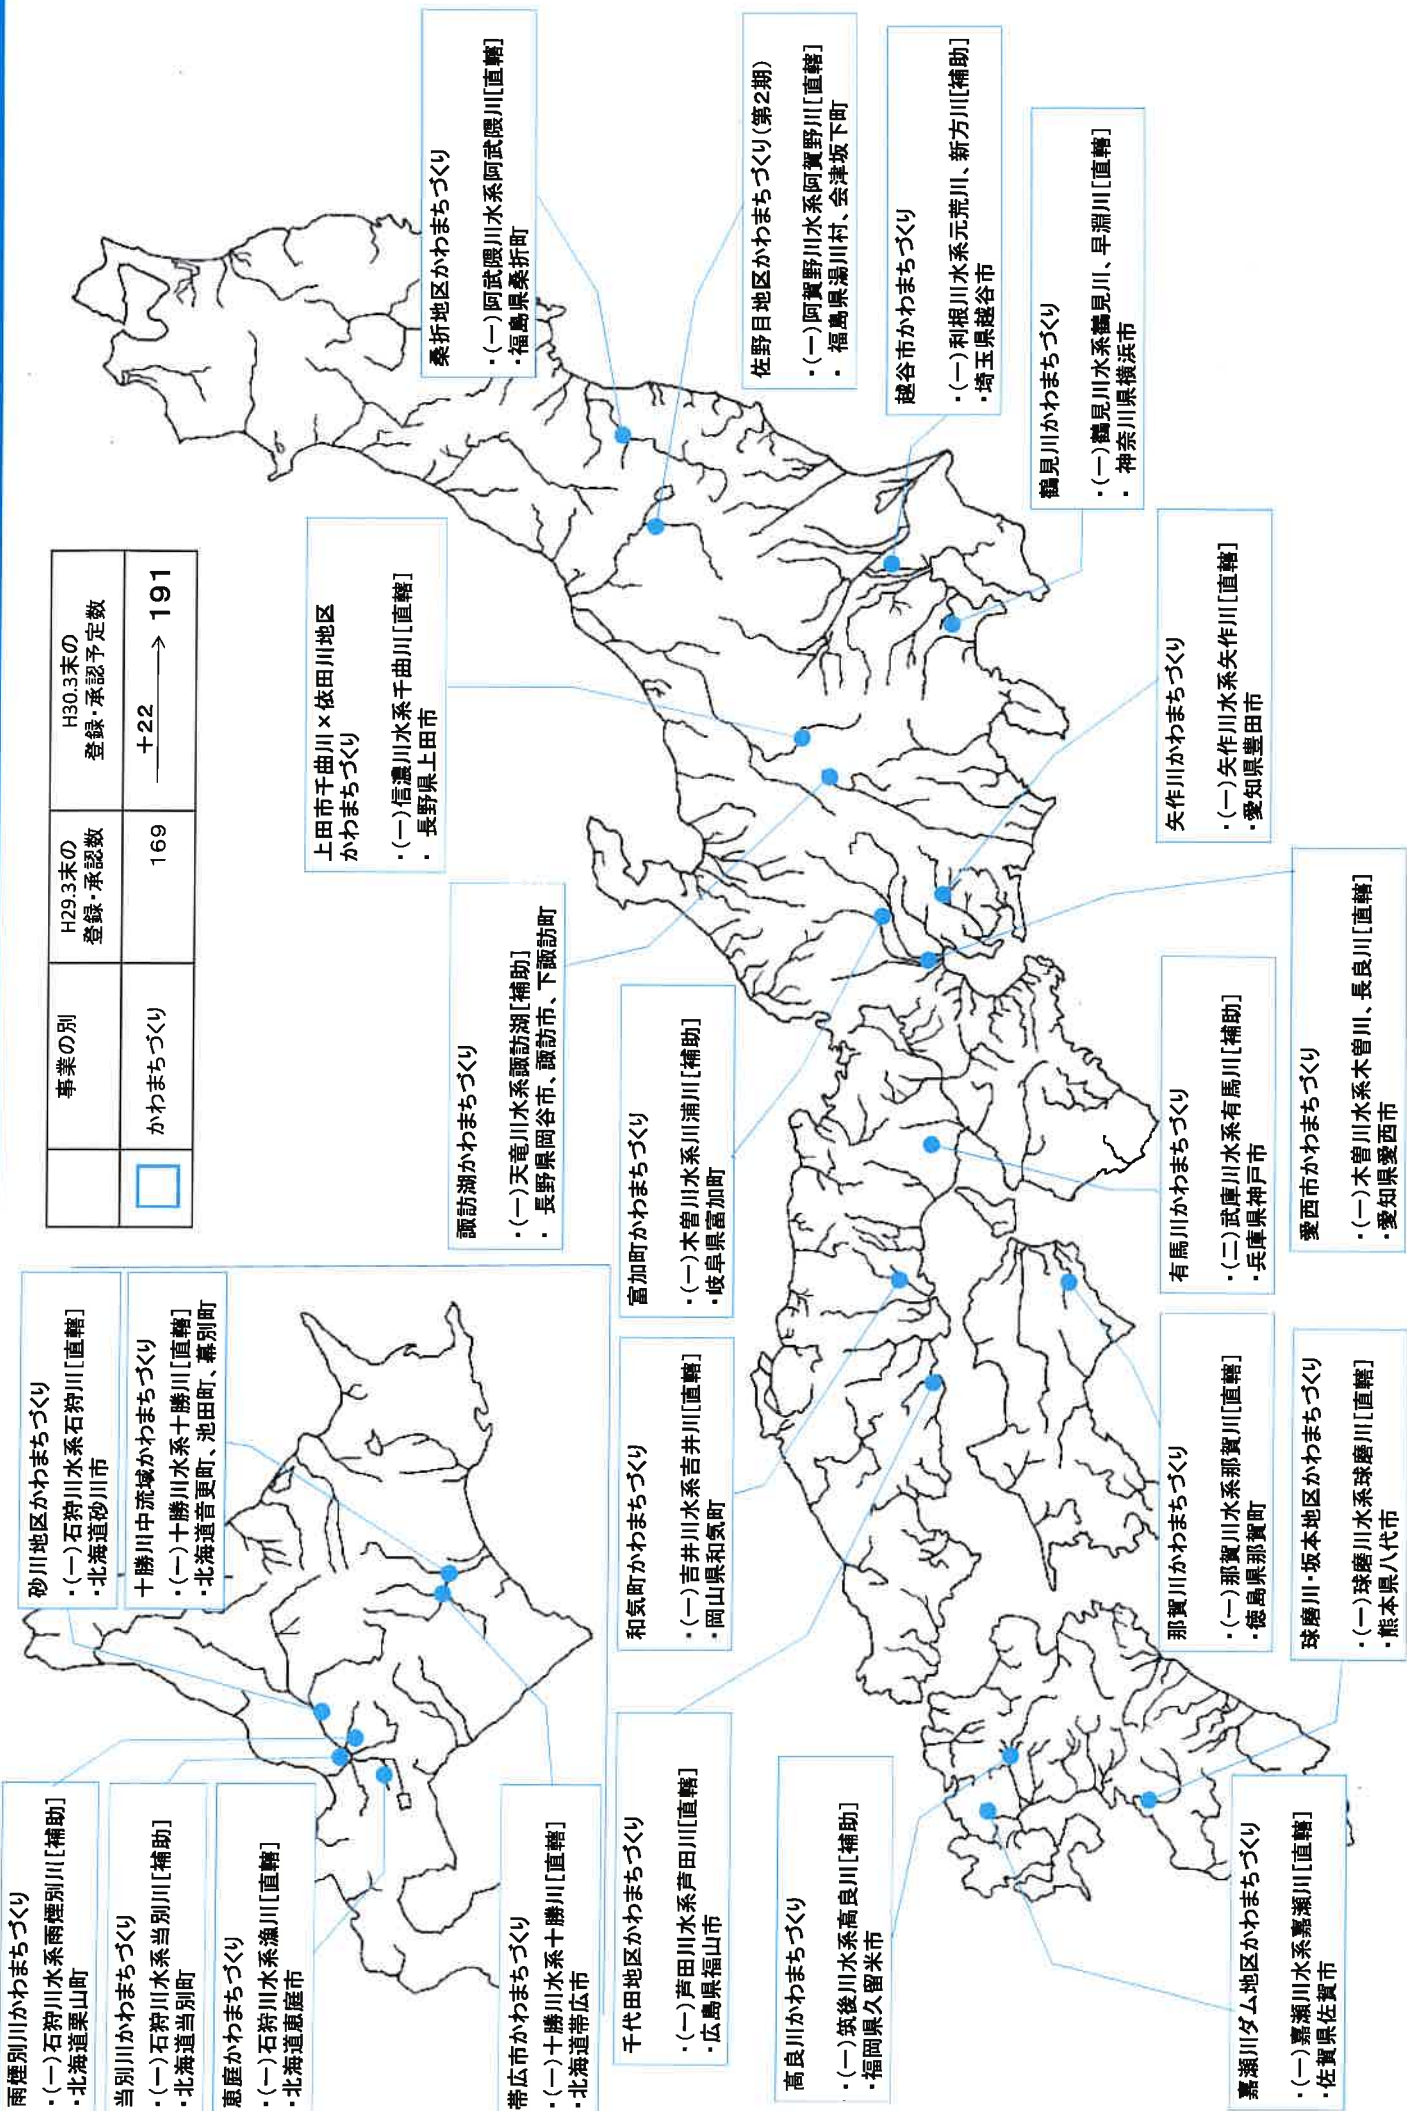 雨煙別川かわまちづくり
・(一)石狩川水系雨煙別川[補助]
・北海道栗山町
当別川かわまちづくり
・(一)石狩川水系当別川[補助]
・北海道当別町
恵庭かわまちづくり
・(一)石狩川水系漁川[直轄]
・北海道恵庭市
帯広市かわまちづくり
・(一)十勝川水系十勝川[直轄]
・北海道帯広市
砂川地区かわまちづくり
・(一)石狩川水系石狩川[直轄]
・北海道砂川市
十勝川中流域かわまちづくり
・(一)十勝川水系十勝川[直轄]
・北海道音更町、池田町、幕別町
事業の別
H29.3末の
登録・承認数
H30.3末の
登録・承認予定数
かわまちづくり
169
+22
191
上田市千曲川×依田川地区
かわまちづくり
・(一)信濃川水系千曲川[直轄]
・長野県上田市
諏訪湖かわまちづくり
・(一)天竜川水系諏訪湖[補助]
・長野県岡谷市、諏訪市、下諏訪町
富加町かわまちづくり
・(一)木曽川水系川浦川[補助]
・岐阜県富加町
和気町かわまちづくり
・(一)吉井川水系吉井川[直轄]
・岡山県和気町
千代田地区かわまちづくり
・(一)芦田川水系芦田川[直轄]
・広島県福山市
高良川かわまちづくり
・(一)筑後川水系高良川[補助]
・福岡県久留米市
嘉瀬川ダム地区かわまちづくり
・(一)嘉瀬川水系嘉瀬川[直轄]
・佐賀県佐賀市
球磨川・坂本地区かわまちづくり
・(一)球磨川水系球磨川[直轄]
・熊本県八代市
那賀川かわまちづくり
・(一)那賀川水系那賀川[直轄]
・徳島県那賀町
有馬川かわまちづくり
・(二)武庫川水系有馬川[補助]
・兵庫県神戸市
愛西市かわまちづくり
・(一)木曽川水系木曽川、長良川[直轄]
・愛知県愛西市
矢作川かわまちづくり
・(一)矢作川水系矢作川[直轄]
・愛知県豊田市
鶴見川かわまちづくり
・(一)鶴見川水系鶴見川、早淵川[直轄]
・神奈川県横浜市
越谷市かわまちづくり
・(一)利根川水系元荒川、新方川[補助]
・埼玉県越谷市
佐野目地区かわまちづくり(第2期)
・(一)阿賀野川水系阿賀野川[直轄]
・福島県湯川村、会津坂下町
桑折地区かわまちづくり
・(一)阿武隈川水系阿武隈川[直轄]
・福島県桑折町